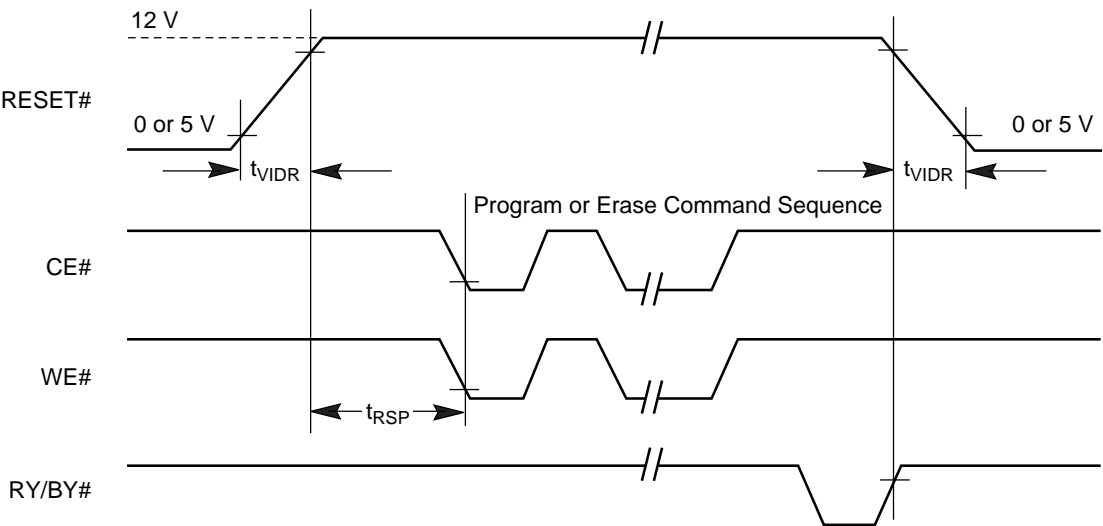 12 V
RESET#
0 or 5 V
0 or 5 V
tVIDR
tVIDR
Program or Erase Command Sequence
CE#
WE#
tRSP
RY/BY#